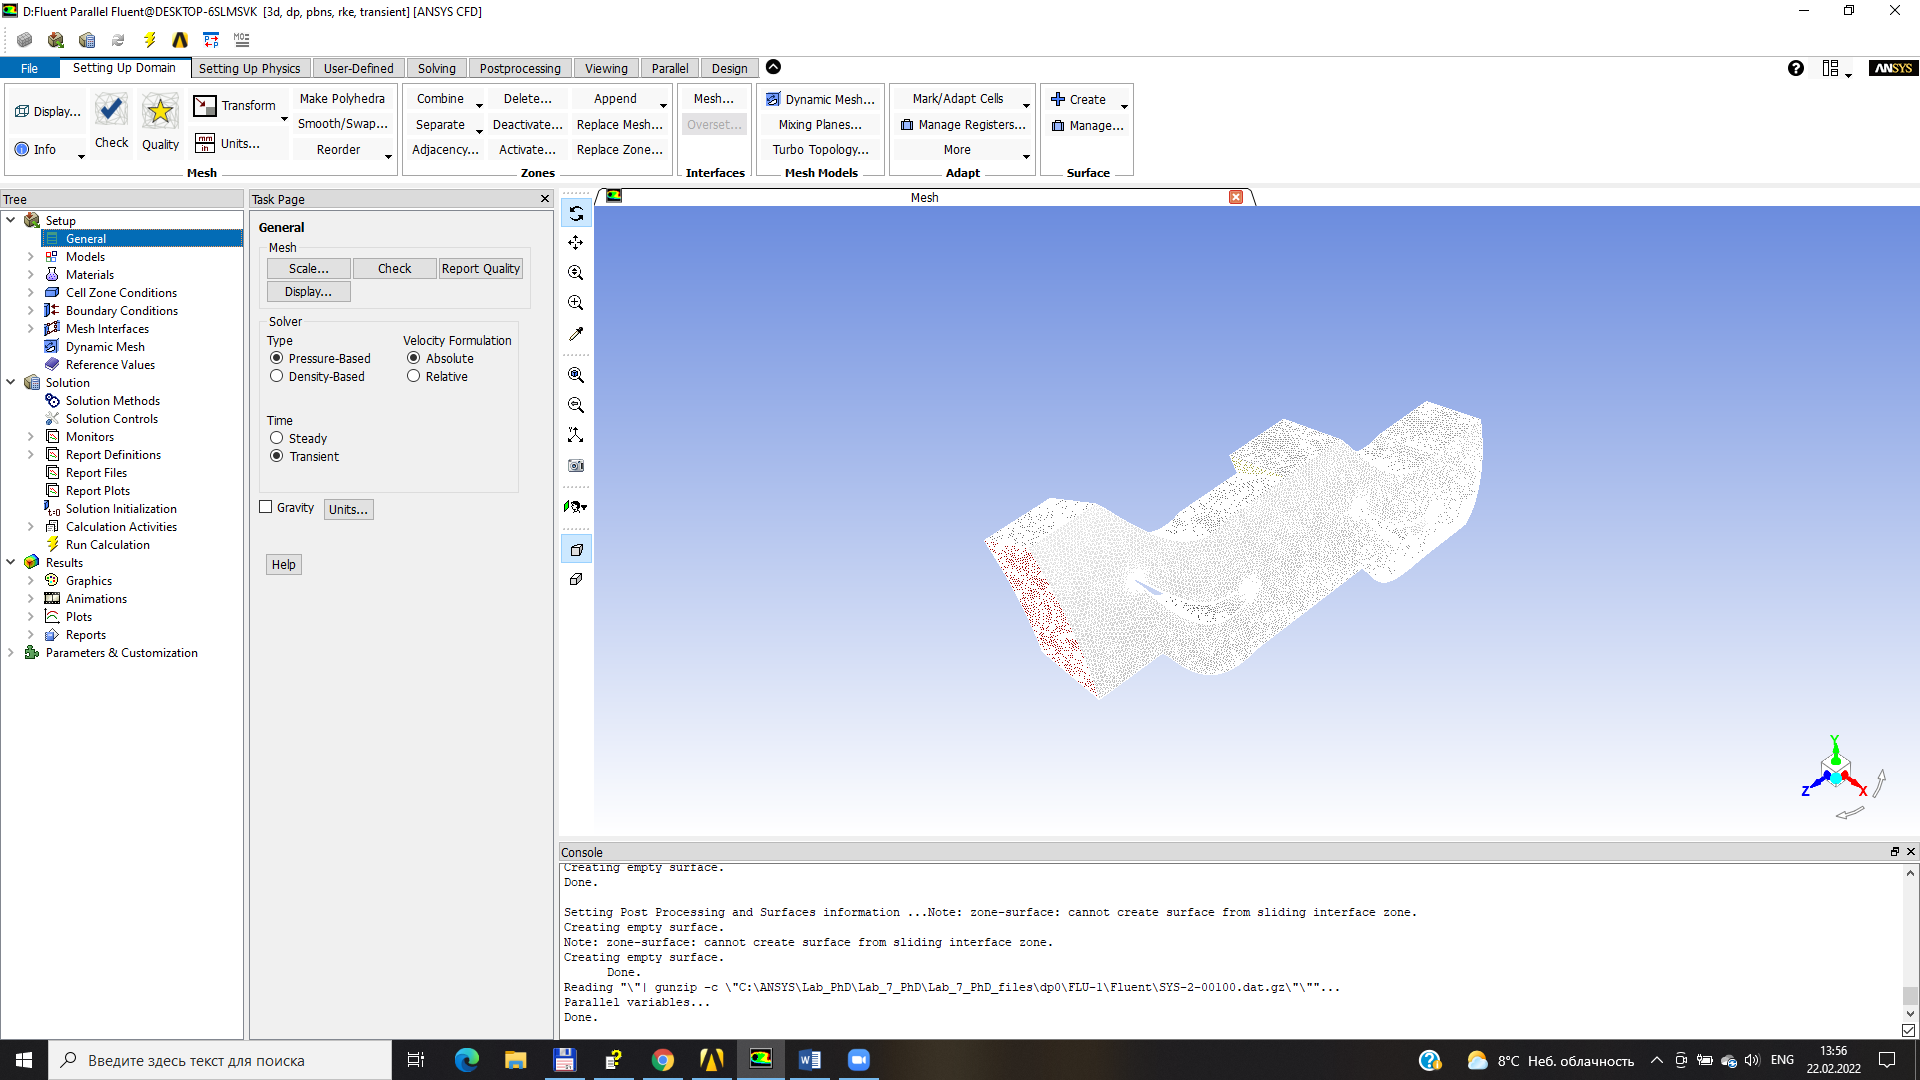 D:Fluent Parallel Fluent@DESKTOP-6SLMSVK [3d, dp, pbns, rke, transient] [ANSYS CFD]
File Setting Up Domain Setting Up Physics User-Defined Solving Postprocessing Viewing Parallel Design ANSYS
Display... Check Quality Transform Make Polyhedra Combine Delete... Append Mesh... Dynamic Mesh... Mark/Adapt Cells Create
Smooth/Swap... Separate Deactivate... Replace Mesh... Overset... Mixing Planes... Manage Registers... Manage...
Info Units... Reorder Adjacency... Activate... Replace Zone... Turbo Topology... More
Mesh Zones Interfaces Mesh Models Adapt Surface
Tree
Setup
General
Models
Materials
Cell Zone Conditions
Boundary Conditions
Mesh Interfaces
Dynamic Mesh
Reference Values
Solution
Solution Methods
Solution Controls
Monitors
Report Definitions
Report Files
Report Plots
Solution Initialization
Calculation Activities
Run Calculation
Results
Graphics
Animations
Plots
Reports
Parameters & Customization
Task Page
General
Mesh
Scale... Check Report Quality
Display...
Solver
Type Velocity Formulation
Pressure-Based Absolute
Density-Based Relative
Time
Steady
Transient
Gravity Units...
Help
Mesh
Y
Z X
Console
Creating empty surface.
Done.
Setting Post Processing and Surfaces information ...Note: zone-surface: cannot create surface from sliding interface zone.
Creating empty surface.
Note: zone-surface: cannot create surface from sliding interface zone.
Creating empty surface.
Done.
Reading "\"| gunzip -c \"C:\ANSYS\Lab_PhD\Lab_7_PhD\Lab_7_PhD_files\dp0\FLU-1\Fluent\SYS-2-00100.dat.gz\"\""...
Parallel variables...
Done.
Введите здесь текст для поиска 8°C Неб. облачность ENG 13:56
22.02.2022